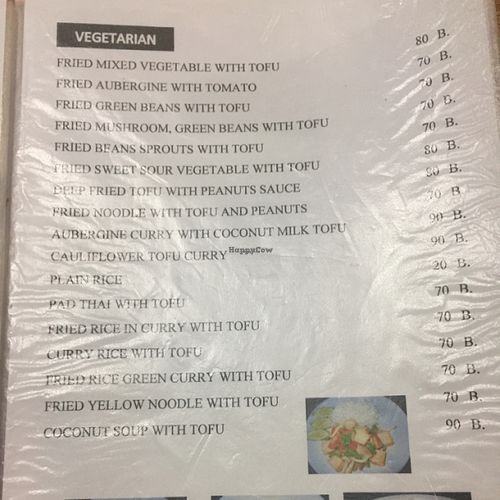 VEGETARIAN
FRIED MIXED VEGETABLE WITH TOFU 80 B.
FRIED AUBERGINE WITH TOMATO 70 B.
FRIED GREEN BEANS WITH TOFU 70 B.
FRIED MUSHROOM, GREEN BEANS WITH TOFU 70 B.
FRIED BEANS SPROUTS WITH TOFU 70 B.
FRIED SWEET SOUR VEGETABLE WITH TOFU 80 B.
DEEP FRIED TOFU WITH PEANUTS SAUCE 80 B.
FRIED NOODLE WITH TOFU AND PEANUTS 70 B
AUBERGINE CURRY WITH COCONUT MILK TOFU 90 B.
CAULIFLOWER TOFU CURRY 90 B.
HappyCow
PLAIN RICE 20 B.
PAD THAI WITH TOFU 70 B.
FRIED RICE IN CURRY WITH TOFU 70 B.
CURRY RICE WITH TOFU 70 B.
FRIED RICE GREEN CURRY WITH TOFU 70 B.
FRIED YELLOW NOODLE WITH TOFU 70 B.
COCONUT SOUP WITH TOFU 90 B.